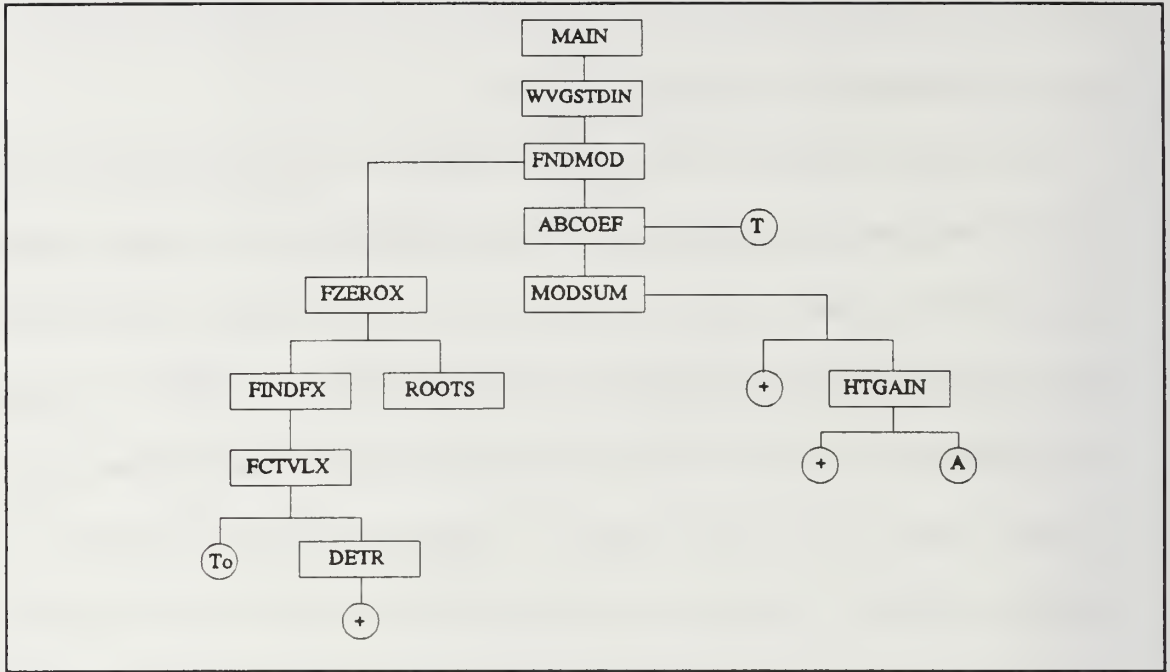 MAIN
WVGSTDIN
FNDMOD
ABCOEF T
FZEROX MODSUM
FINDFX ROOTS + HTGAIN
FCTVLX + A
To DETR
+